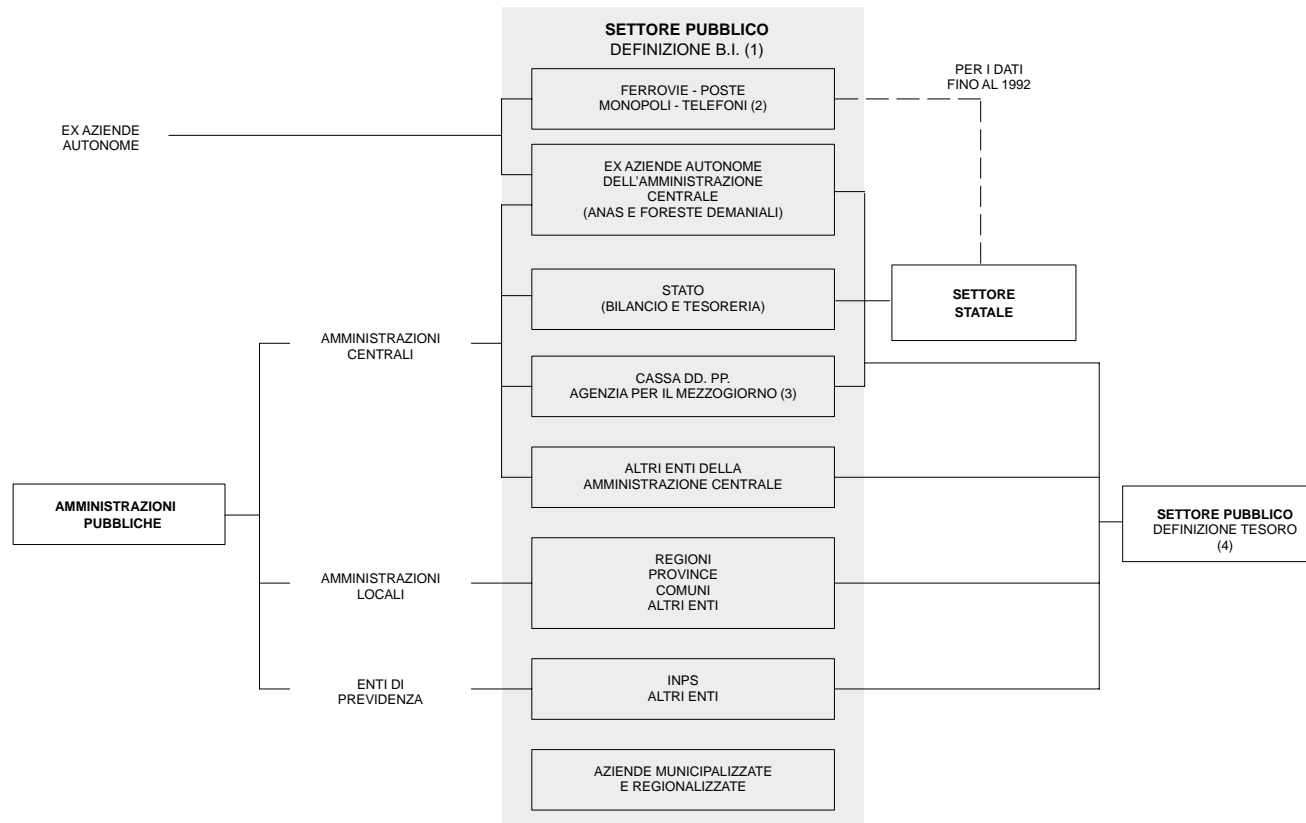 SETTORE PUBBLICO
DEFINIZIONE B.I. (1)
PER I DATI
FINO AL 1992
FERROVIE - POSTE
MONOPOLI - TELEFONI (2)
EX AZIENDE
AUTONOME
EX AZIENDE AUTONOME
DELL'AMMINISTRAZIONE
CENTRALE
(ANAS E FORESTE DEMANIALI)
STATO
(BILANCIO E TESORERIA)
SETTORE
STATALE
AMMINISTRAZIONI
CENTRALI
CASSA DD. PP.
AGENZIA PER IL MEZZOGIORNO (3)
ALTRI ENTI DELLA
AMMINISTRAZIONE CENTRALE
AMMINISTRAZIONI
PUBBLICHE
SETTORE PUBBLICO
DEFINIZIONE TESORO
(4)
AMMINISTRAZIONI
LOCALI
REGIONI
PROVINCE
COMUNI
ALTRI ENTI
ENTI DI
PREVIDENZA
INPS
ALTRI ENTI
AZIENDE MUNICIPALIZZATE
E REGIONALIZZATE